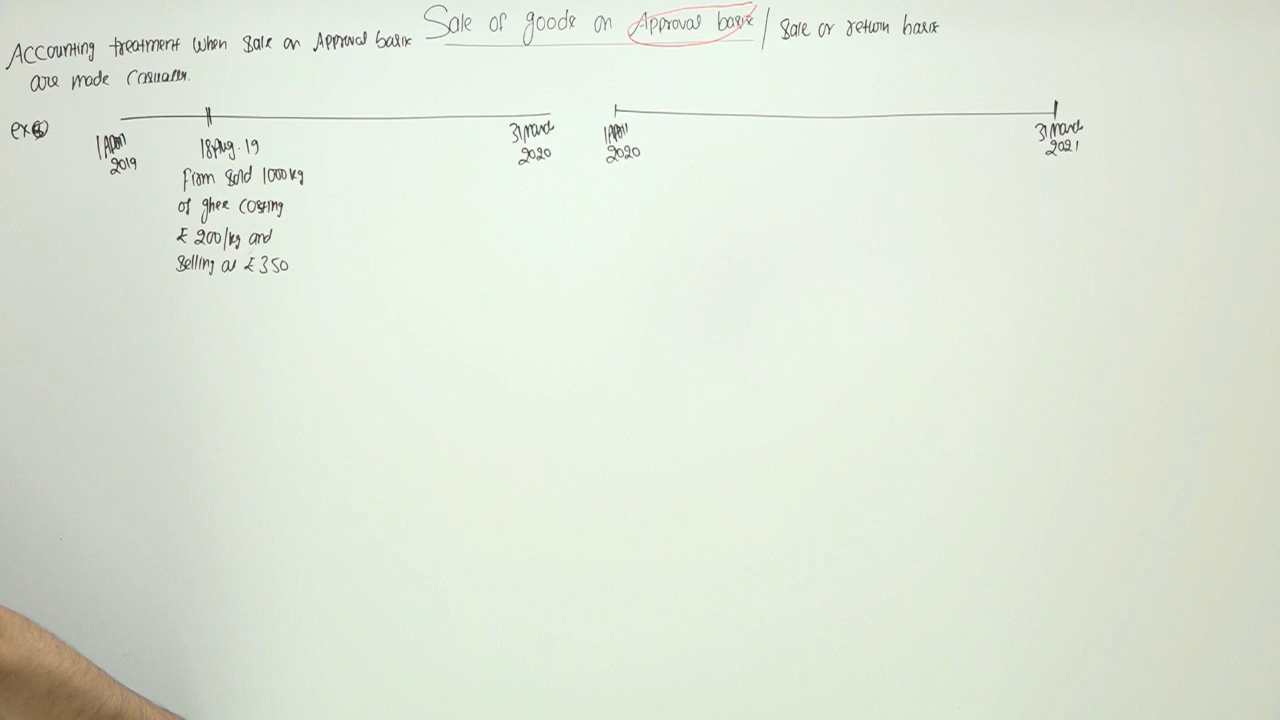 Sale of goods on Approval basis / Sale or return basis
Accounting treatment when sale on Approval basis
are made casually.
ex
1 April 2019
18 Aug. 19
31 March 2020
1 April 2020
31 March 2021
Firm sold 1000 kg
of ghee costing
₹ 200/kg and
selling at ₹ 350